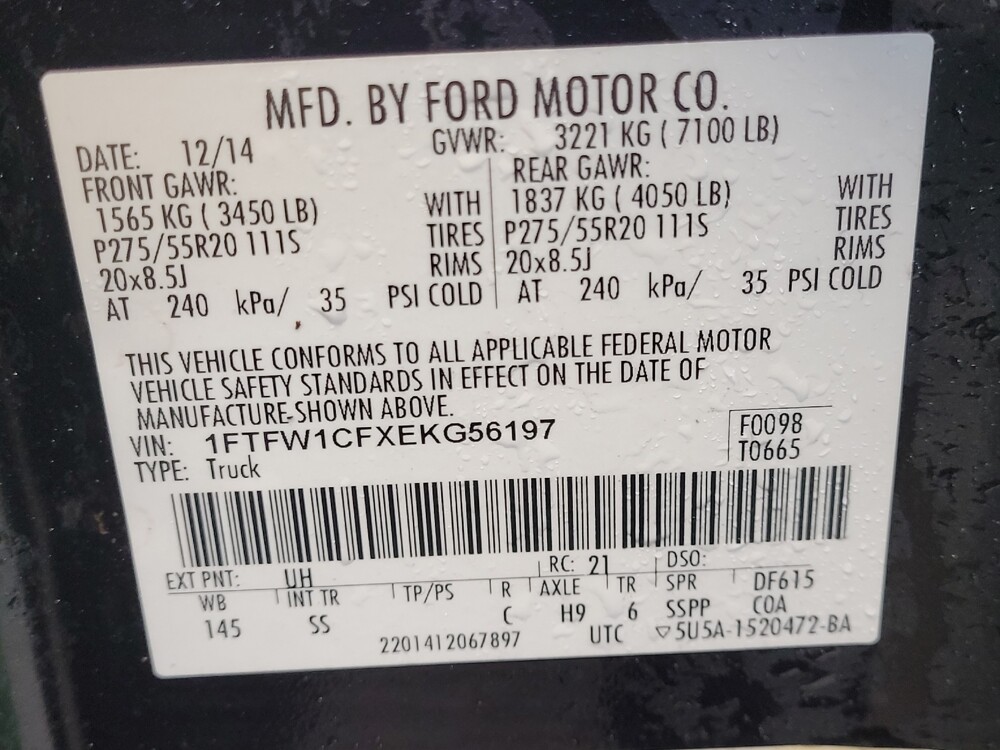 MFD. BY FORD MOTOR CO.
DATE: 12/14 GVWR: 3221 KG ( 7100 LB)
FRONT GAWR: REAR GAWR:
1565 KG ( 3450 LB) WITH 1837 KG ( 4050 LB) WITH
P275/55R20 111S TIRES P275/55R20 111S TIRES
20x8.5J RIMS 20x8.5J RIMS
AT 240 kPa/ 35 PSI COLD AT 240 kPa/ 35 PSI COLD
THIS VEHICLE CONFORMS TO ALL APPLICABLE FEDERAL MOTOR
VEHICLE SAFETY STANDARDS IN EFFECT ON THE DATE OF
MANUFACTURE SHOWN ABOVE.
VIN: 1FTFW1CFXEKG56197 F0098
TYPE: Truck T0665
EXT PNT: UH RC: 21 DSO:
WB INT TR TP/PS R AXLE TR SPR DF615
145 SS C H9 6 SSPP COA
2201412067897 UTC ▽5U5A-1520472-BA